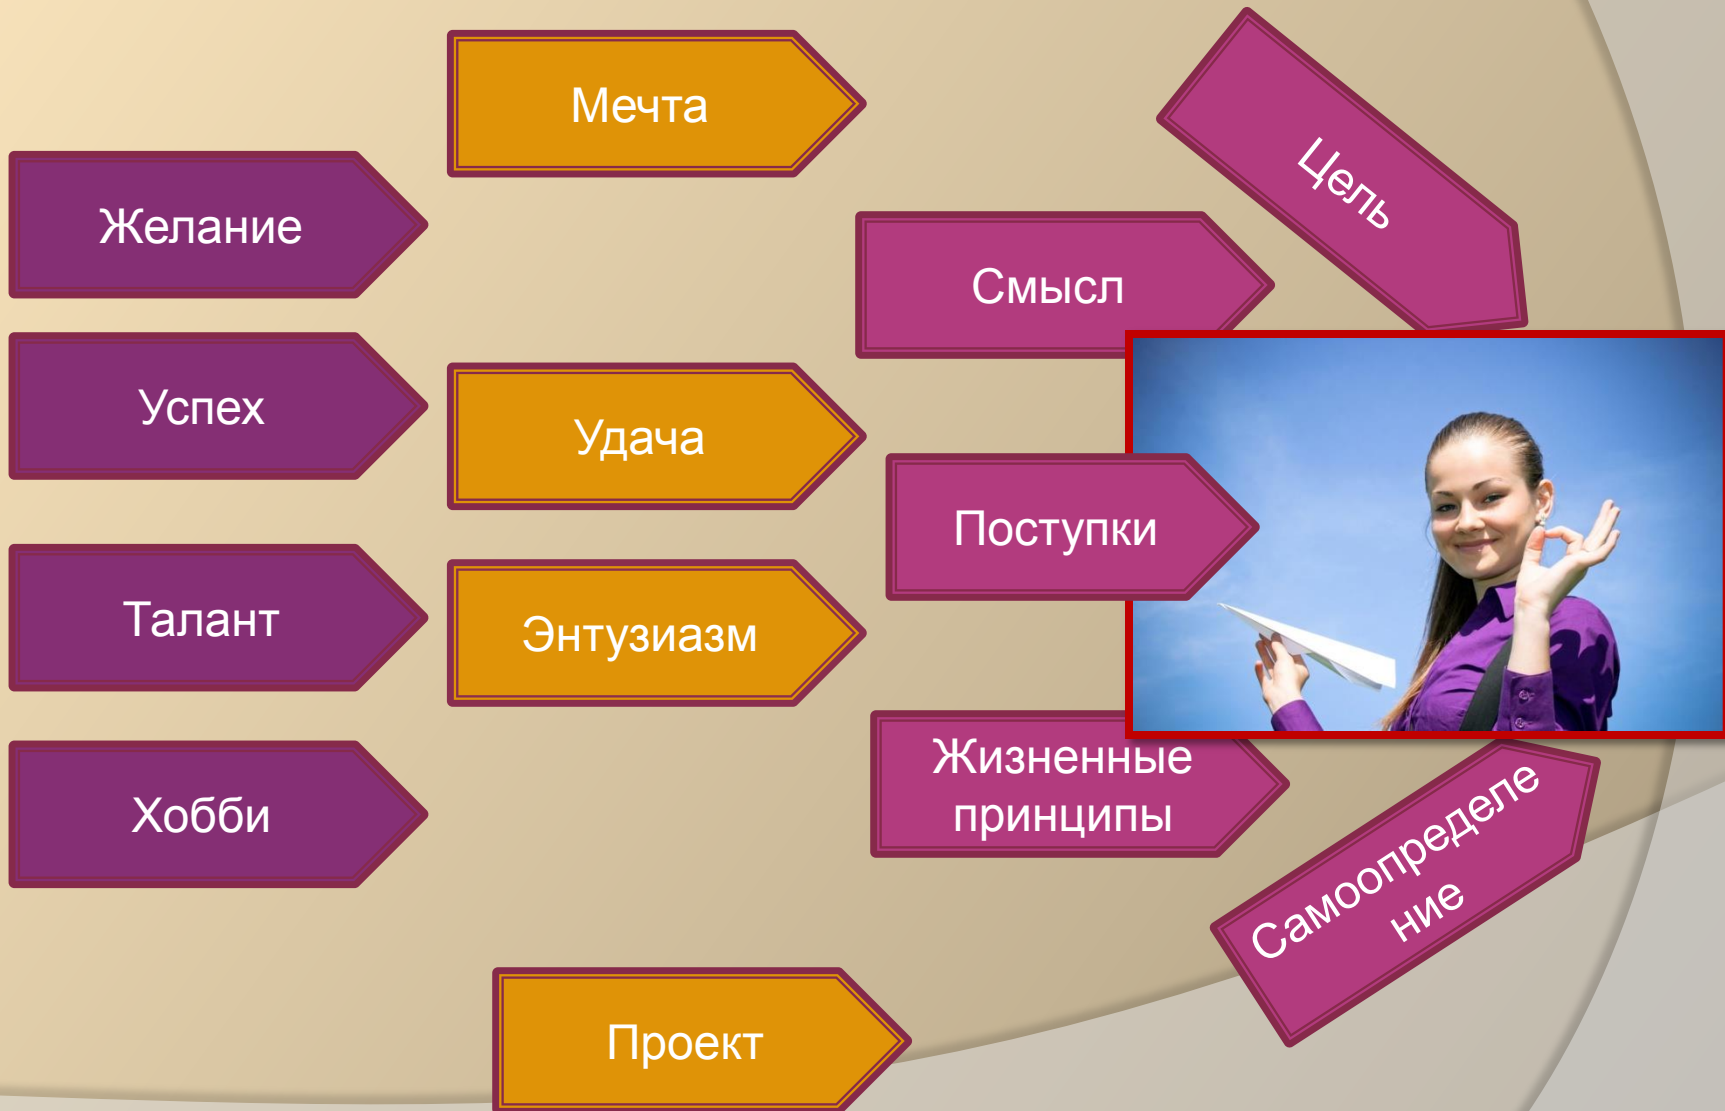 Мечта
Цель
Желание
Смысл
Успех
Удача
Поступки
Талант
Энтузиазм
Жизненные
принципы
Хобби
Самоопределе
ние
Проект